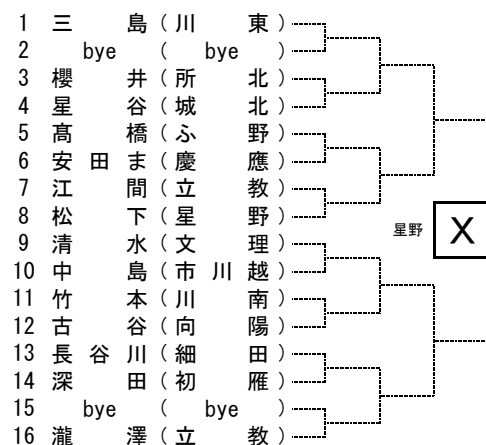 1 三島(川東)
2 bye ( bye )
3 櫻井(所北)
4 星谷(城北)
5 髙橋(ふ野)
6 安田ま(慶應)
7 江間(立教)
8 松下(星野)
9 清水(文理)
10 中島(市川越)
11 竹本(川南)
12 古谷(向陽)
13 長谷川(細田)
14 深田(初雁)
15 bye ( bye )
16 瀧澤(立教)
星野 X